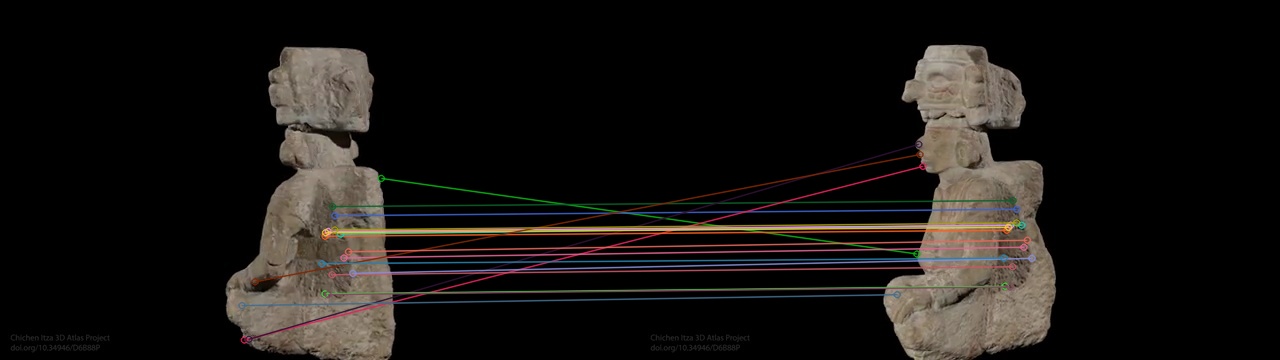 Chichen Itza 3D Atlas Project
doi.org/10.34946/D6B88P
Chichen Itza 3D Atlas Project
doi.org/10.34946/D6B88P